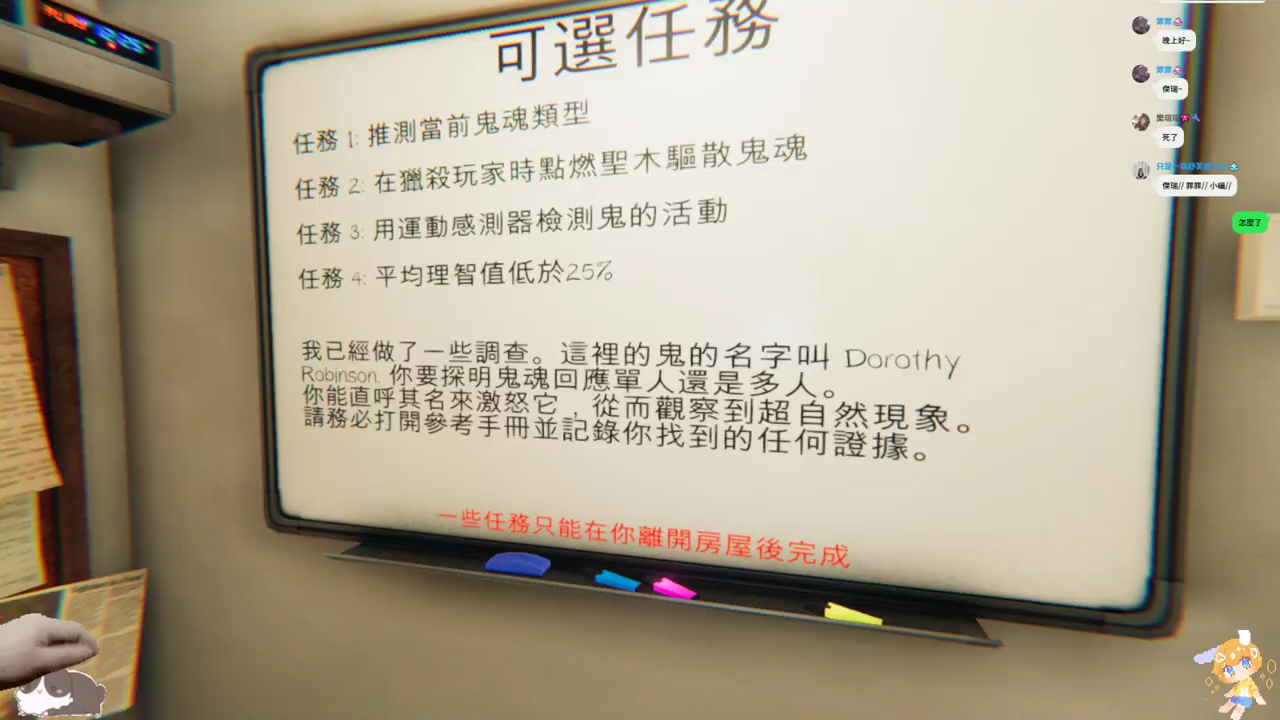 可選任務
任務 1: 推測當前鬼魂類型
任務 2: 在獵殺玩家時點燃聖木驅散鬼魂
任務 3: 用運動感測器檢測鬼的活動
任務 4: 平均理智值低於25%
我已經做了一些調查。這裡的鬼的名字叫 Dorothy
Robinson. 你要探明鬼魂回應單人還是多人。
你能直呼其名來激怒它，從而觀察到超自然現象。
請務必打開參考手冊並記錄你找到的任何證據。
一些任務只能在你離開房屋後完成
罪罪
晚上好~
罪罪
傑瑞~
死了
傑瑞// 罪罪// 小編//
怎麼了